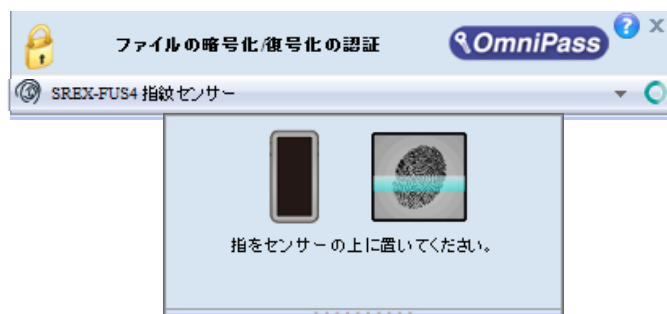 ファイルの暗号化/復号化の認証
OmniPass
?
X
SREX-FUS4 指紋センサー
指をセンサーの上に置いてください。